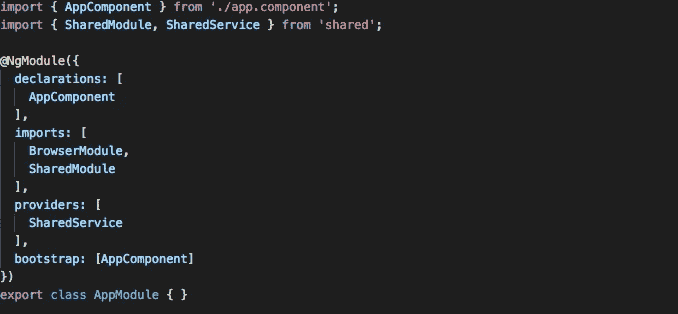 import { AppComponent } from './app.component';
import { SharedModule, SharedService } from 'shared';

@NgModule({
  declarations: [
    AppComponent
  ],
  imports: [
    BrowserModule,
    SharedModule
  ],
  providers: [
    SharedService
  ],
  bootstrap: [AppComponent]
})
export class AppModule { }